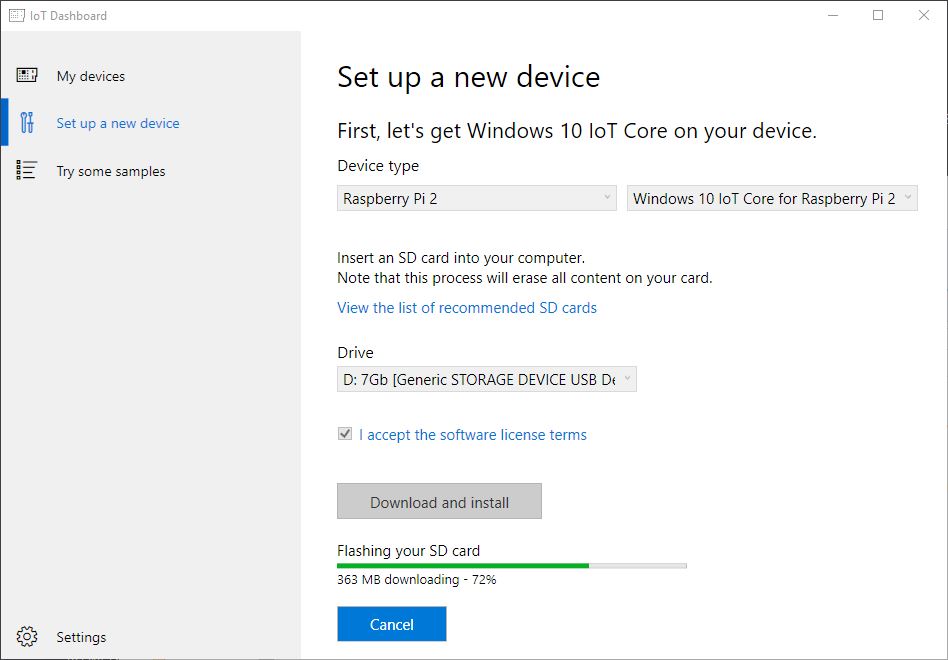 IoT Dashboard
My devices
Set up a new device
Try some samples
Settings
Set up a new device
First, let's get Windows 10 IoT Core on your device.
Device type
Raspberry Pi 2
Windows 10 IoT Core for Raspberry Pi 2
Insert an SD card into your computer.
Note that this process will erase all content on your card.
View the list of recommended SD cards
Drive
D: 7Gb [Generic STORAGE DEVICE USB De
I accept the software license terms
Download and install
Flashing your SD card
363 MB downloading - 72%
Cancel